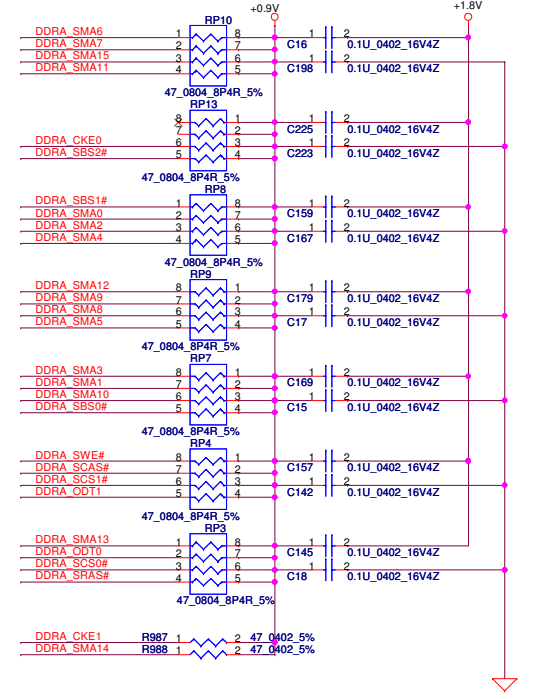 +0.9V +1.8V
RP10
DDRA_SMA6 1 8 1 2
DDRA_SMA7 2 7 C16 0.1U_0402_16V4Z
DDRA_SMA15 3 6 1 2
DDRA_SMA11 4 5 C198 0.1U_0402_16V4Z
47_0804_8P4R_5%
RP13
8 1 1 2
7 2 C225 0.1U_0402_16V4Z
DDRA_CKE0 6 3 1 2
DDRA_SBS2# 5 4 C223 0.1U_0402_16V4Z
47_0804_8P4R_5%
RP8
DDRA_SBS1# 1 8 1 2
DDRA_SMA0 2 7 C159 0.1U_0402_16V4Z
DDRA_SMA2 3 6 1 2
DDRA_SMA4 4 5 C167 0.1U_0402_16V4Z
47_0804_8P4R_5%
RP9
DDRA_SMA12 8 1 1 2
DDRA_SMA9 7 2 C179 0.1U_0402_16V4Z
DDRA_SMA8 6 3 1 2
DDRA_SMA5 5 4 C17 0.1U_0402_16V4Z
47_0804_8P4R_5%
RP7
DDRA_SMA3 8 1 1 2
DDRA_SMA1 7 2 C169 0.1U_0402_16V4Z
DDRA_SMA10 6 3 1 2
DDRA_SBS0# 5 4 C15 0.1U_0402_16V4Z
47_0804_8P4R_5%
RP4
DDRA_SWE# 8 1 1 2
DDRA_SCAS# 7 2 C157 0.1U_0402_16V4Z
DDRA_SCS1# 6 3 1 2
DDRA_ODT1 5 4 C142 0.1U_0402_16V4Z
47_0804_8P4R_5%
RP3
DDRA_SMA13 1 8 1 2
DDRA_ODT0 2 7 C145 0.1U_0402_16V4Z
DDRA_SCS0# 3 6 1 2
DDRA_SRAS# 4 5 C18 0.1U_0402_16V4Z
47_0804_8P4R_5%
DDRA_CKE1 R987 1 2 47_0402_5%
DDRA_SMA14 R988 1 2 47_0402_5%